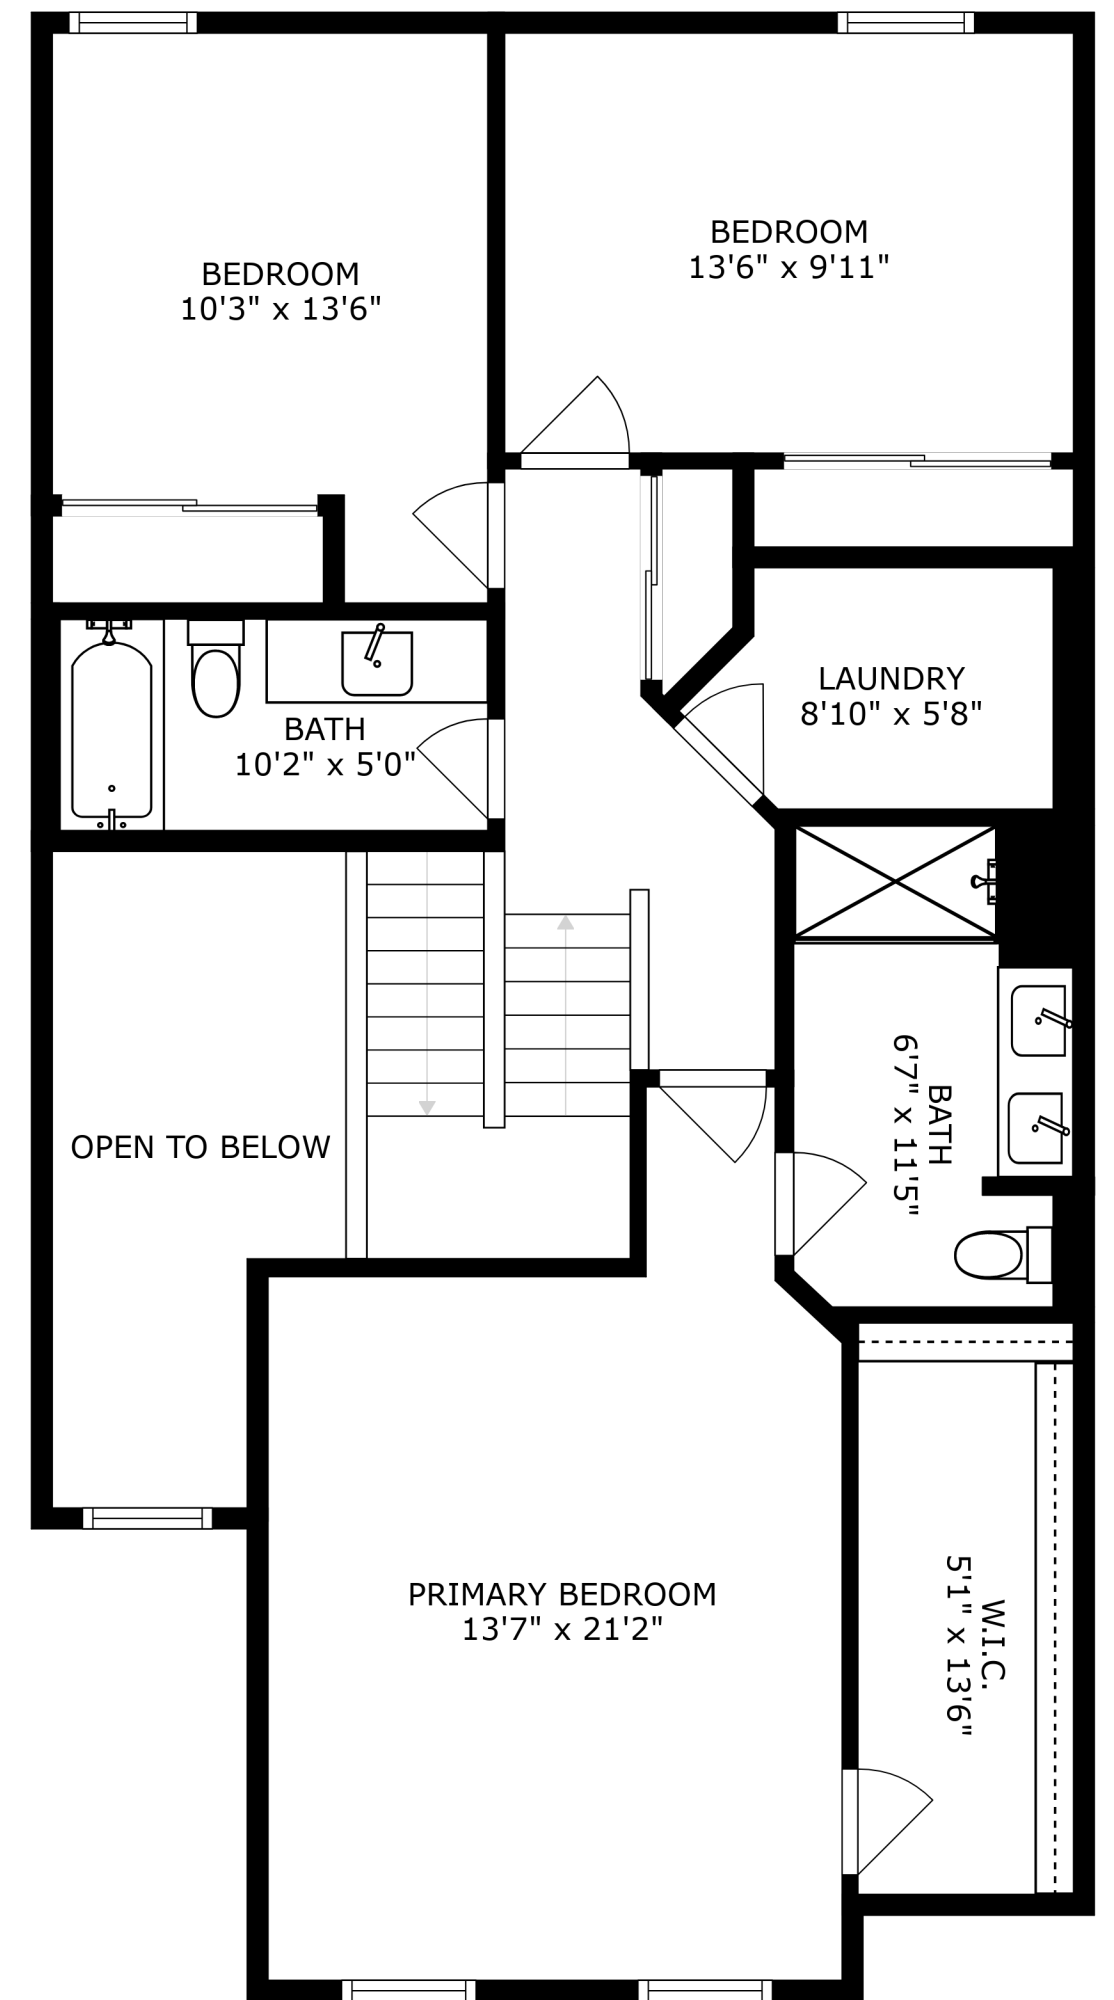 BEDROOM
13'6" x 9'11"
BEDROOM
10'3" x 13'6"
LAUNDRY
8'10" x 5'8"
BATH
10'2" x 5'0"
BATH
6'7" x 11'5"
OPEN TO BELOW
PRIMARY BEDROOM
13'7" x 21'2"
W.I.C.
5'1" x 13'6"